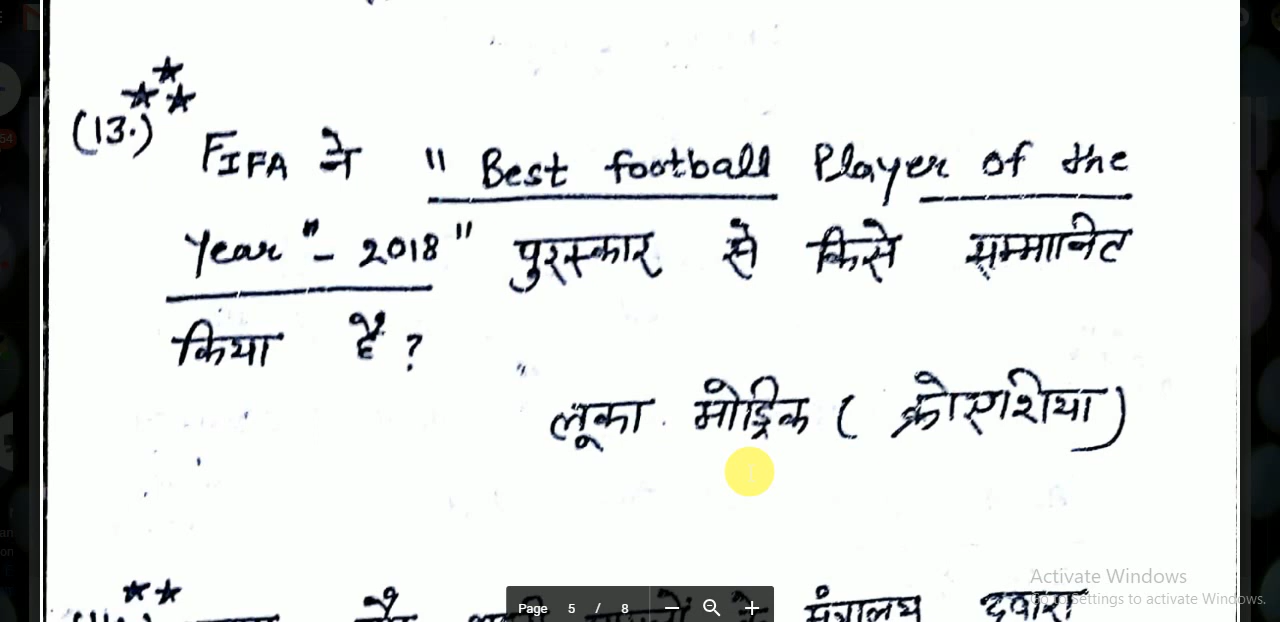 (13.)
FIFA ने " Best football Player of the
Year" - 2018 " पुरस्कार से किसे सम्मानित
किया है ?
लूका मोड्रिक ( क्रोएशिया)
Activate Windows
Go to Settings to activate Windows.
मंत्रालय द्वारा
Page 5 / 8